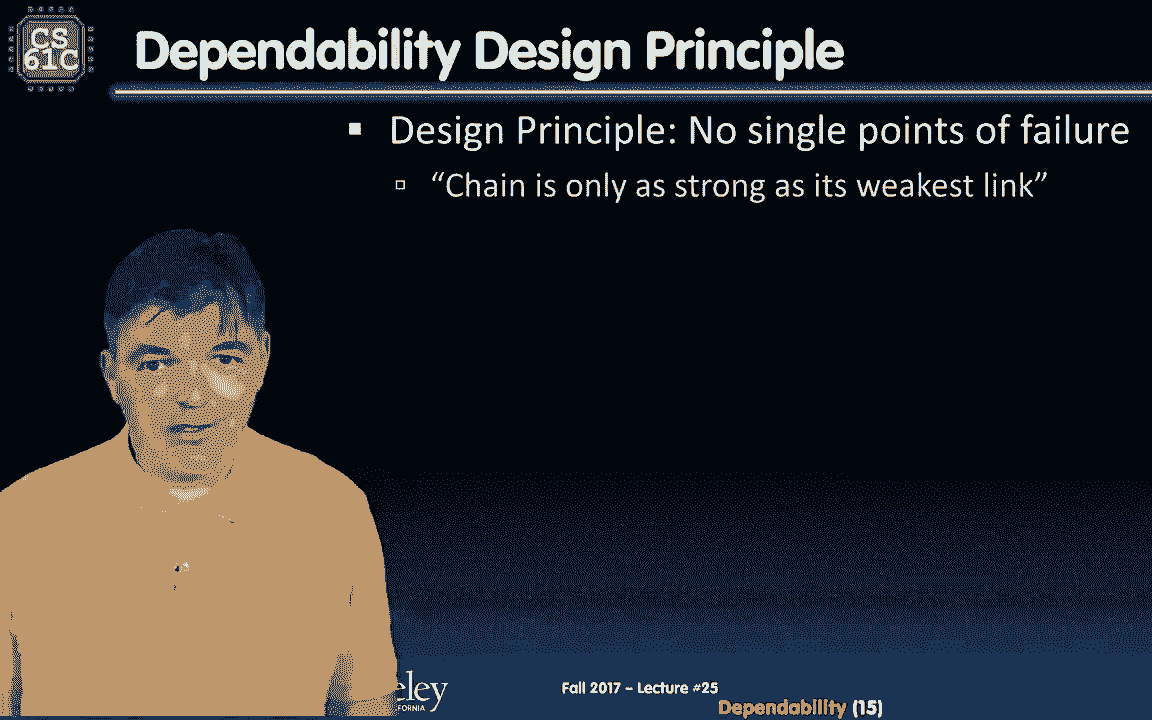 CS
61C
Dependability Design Principle
Design Principle: No single points of failure
“Chain is only as strong as its weakest link”
eley
FORNIA
Fall 2017 – Lecture #25
Dependability (15)